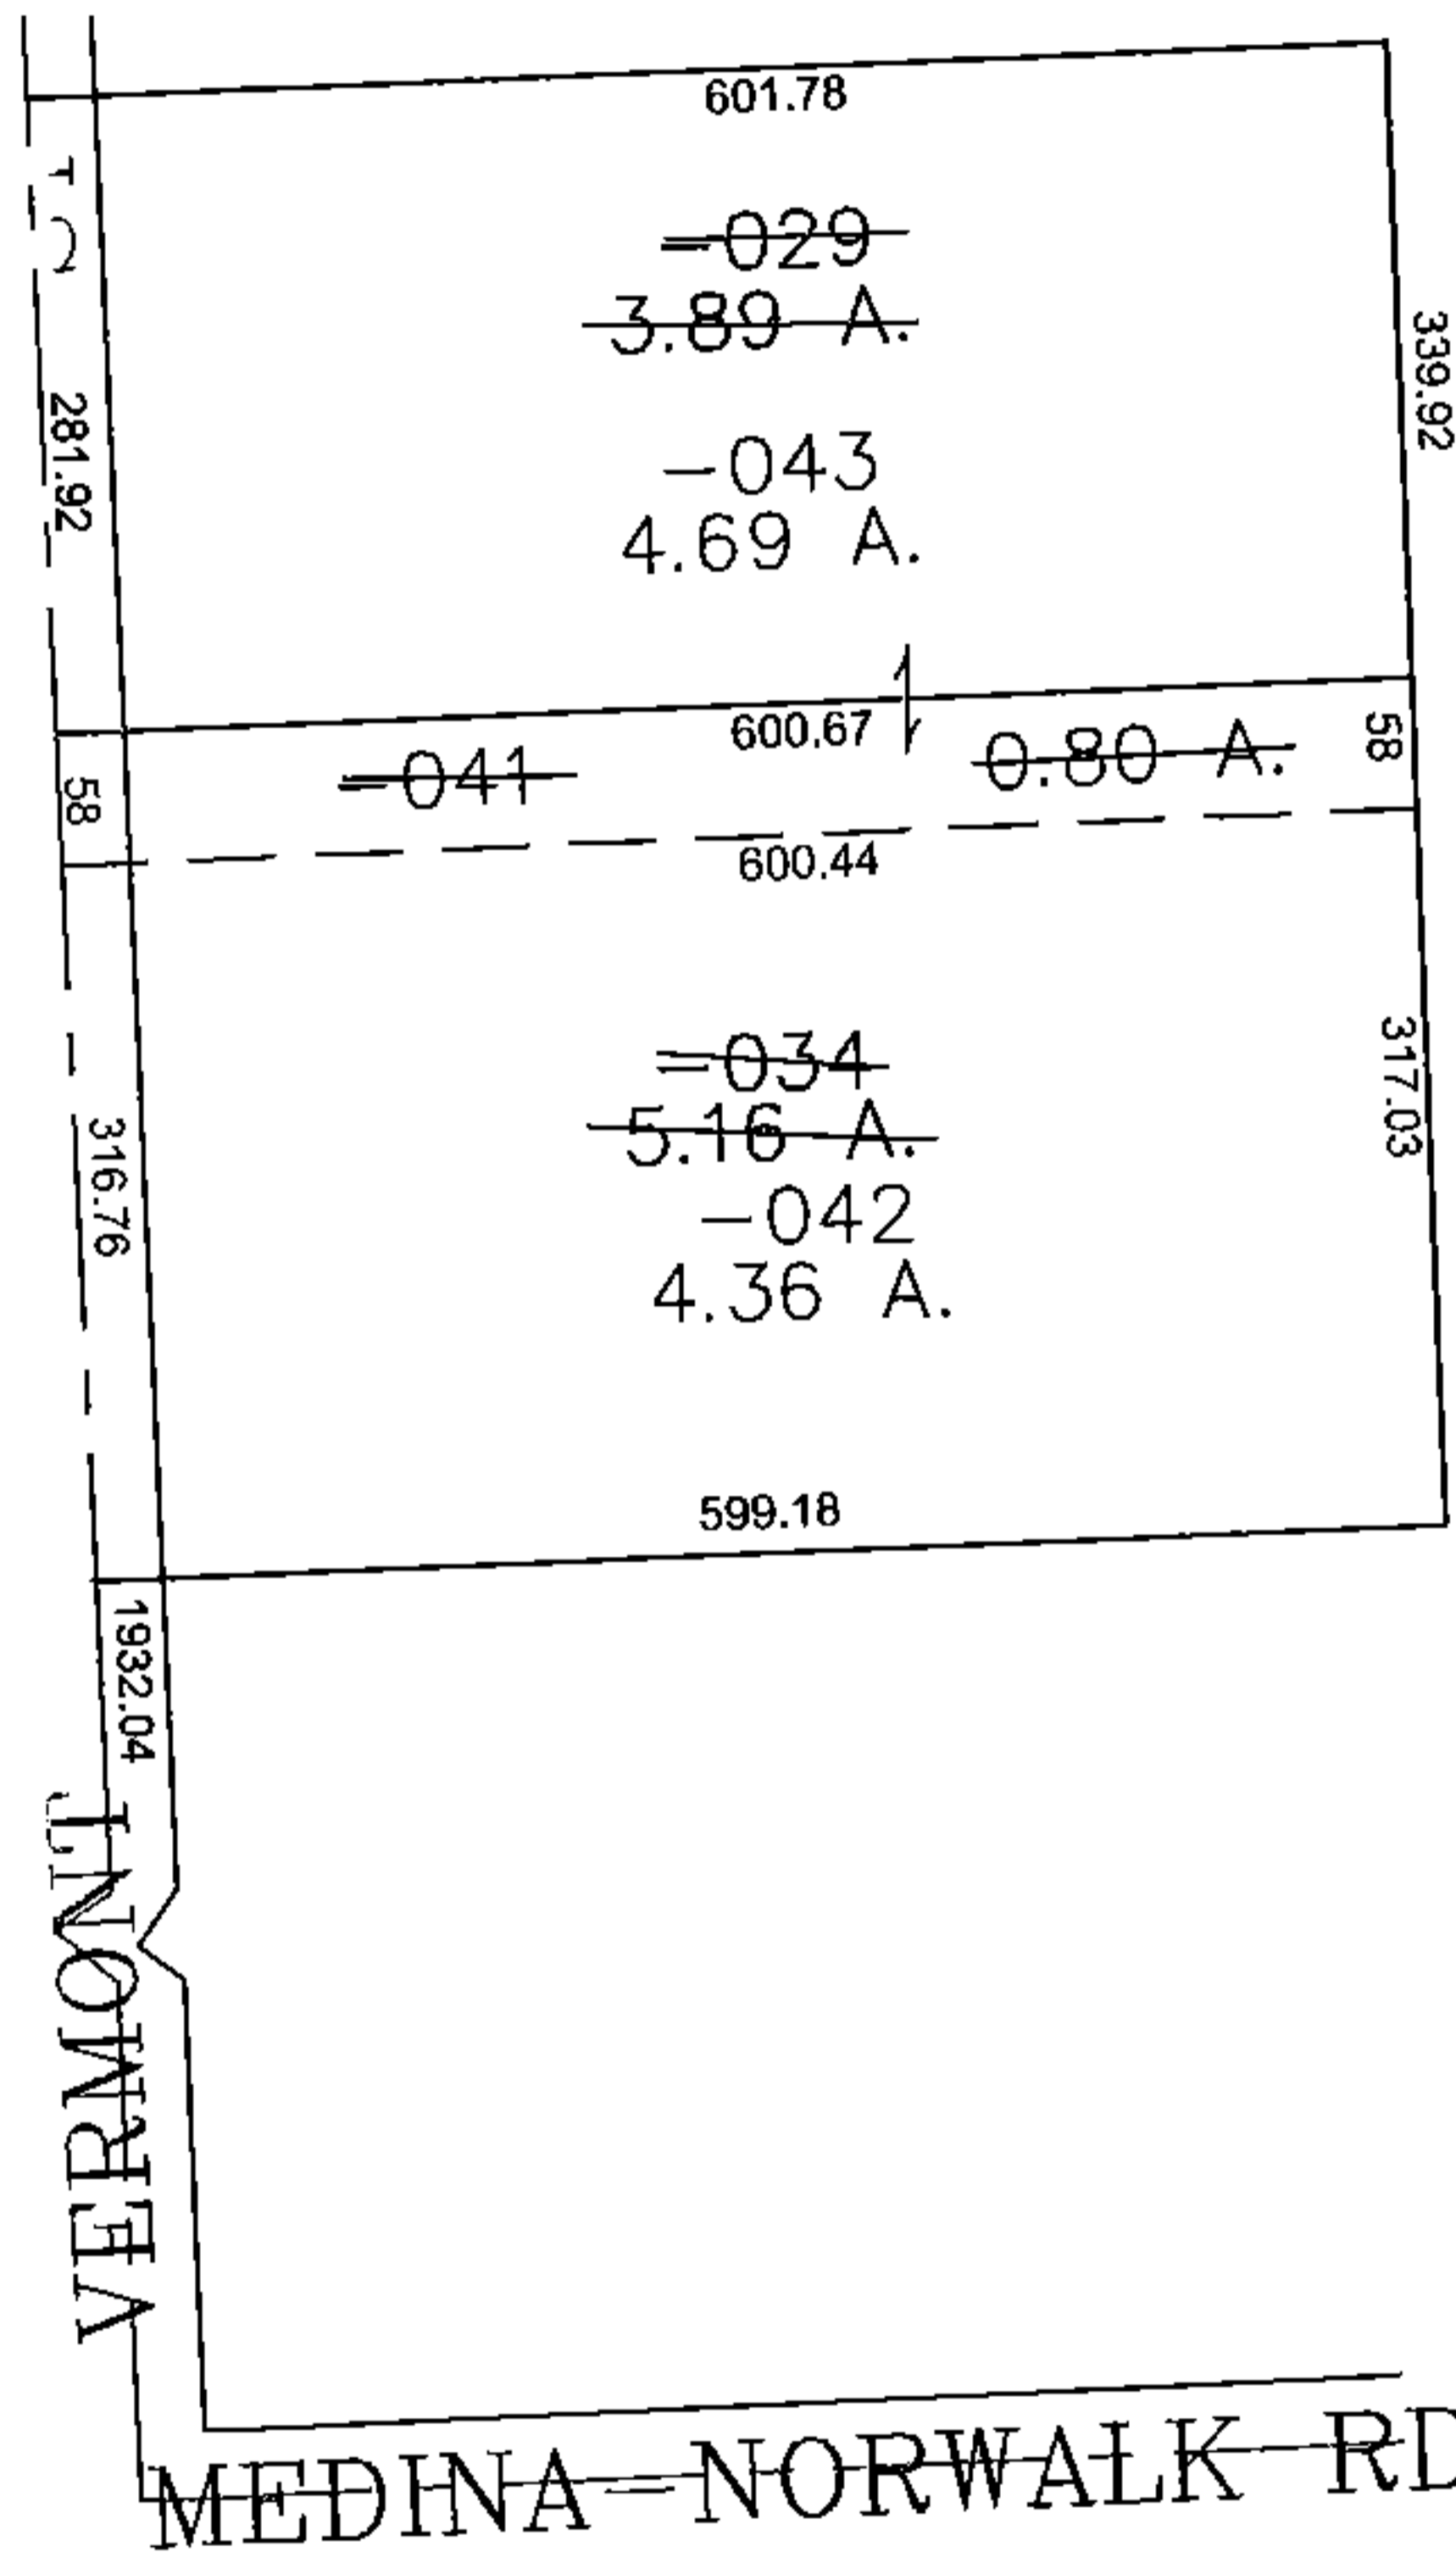 601.78
-029
3.89 A.
339.92
281.92
-043
4.69 A.
600.67
58
-041
0.80 A.
58
600.44
-034
5.16 A.
317.03
316.76
-042
4.36 A.
599.18
1932.04
VERMONT
MEDINA-NORWALK RD